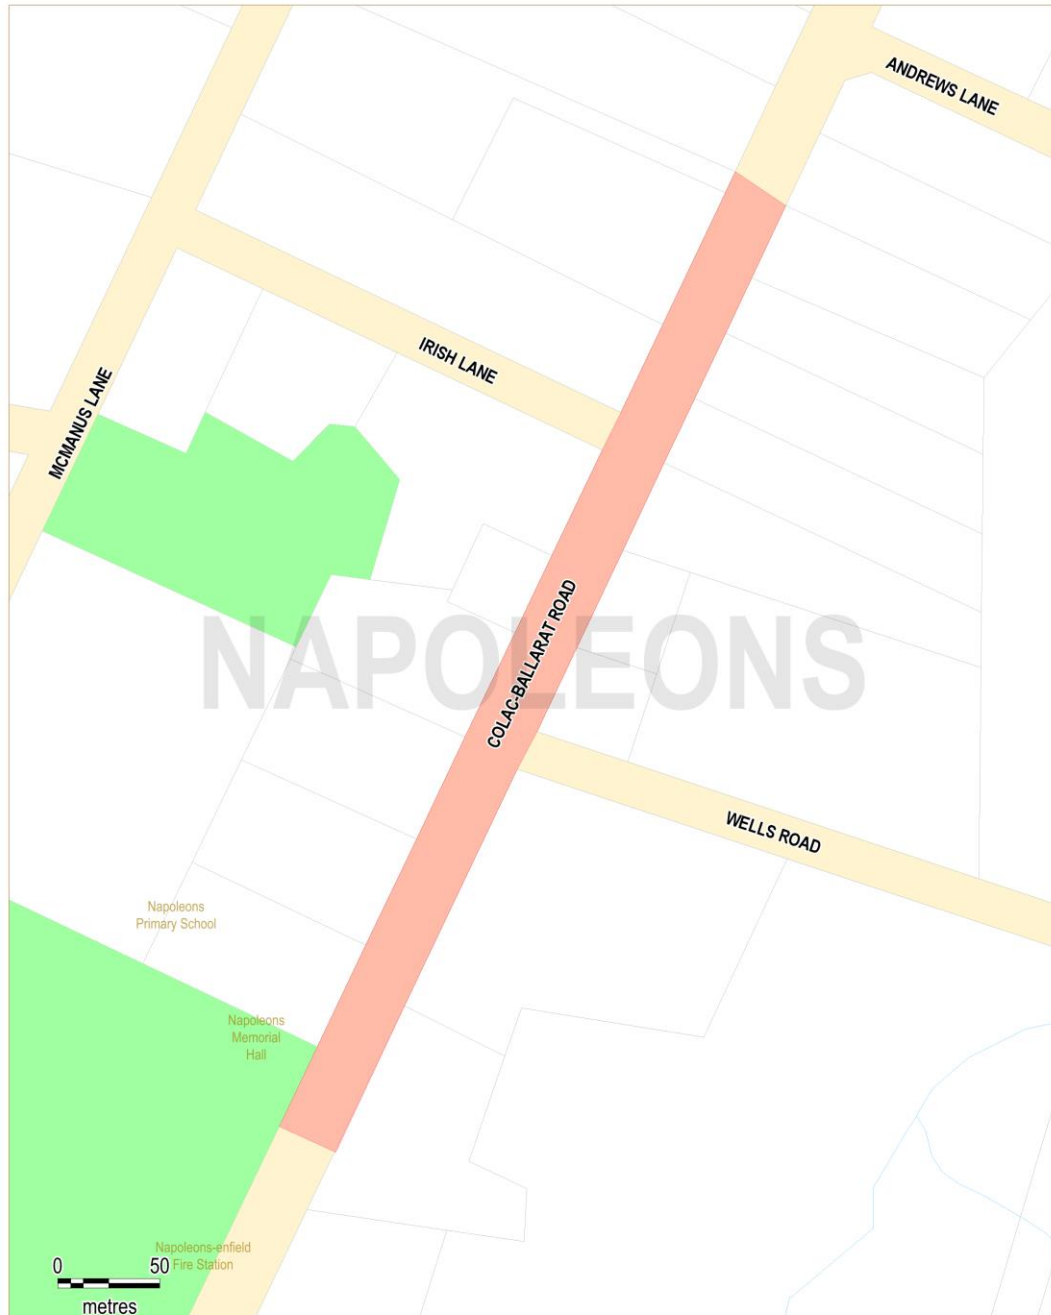 ANDREWS LANE
IRISH LANE
MCMANUS LANE
NAPOLEONS
COLAC-BALLARAT ROAD
WELLS ROAD
Napoleons
Primary School
Napoleons
Memorial
Hall
Napoleons-enfield
Fire Station
0 50
metres